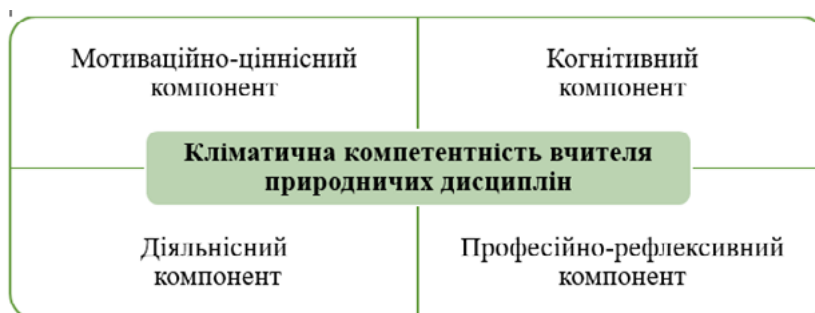 Мотиваційно-ціннісний
компонент
Когнітивний
компонент
Кліматична компетентність вчителя
природничих дисциплін
Діяльнісний
компонент
Професійно-рефлексивний
компонент